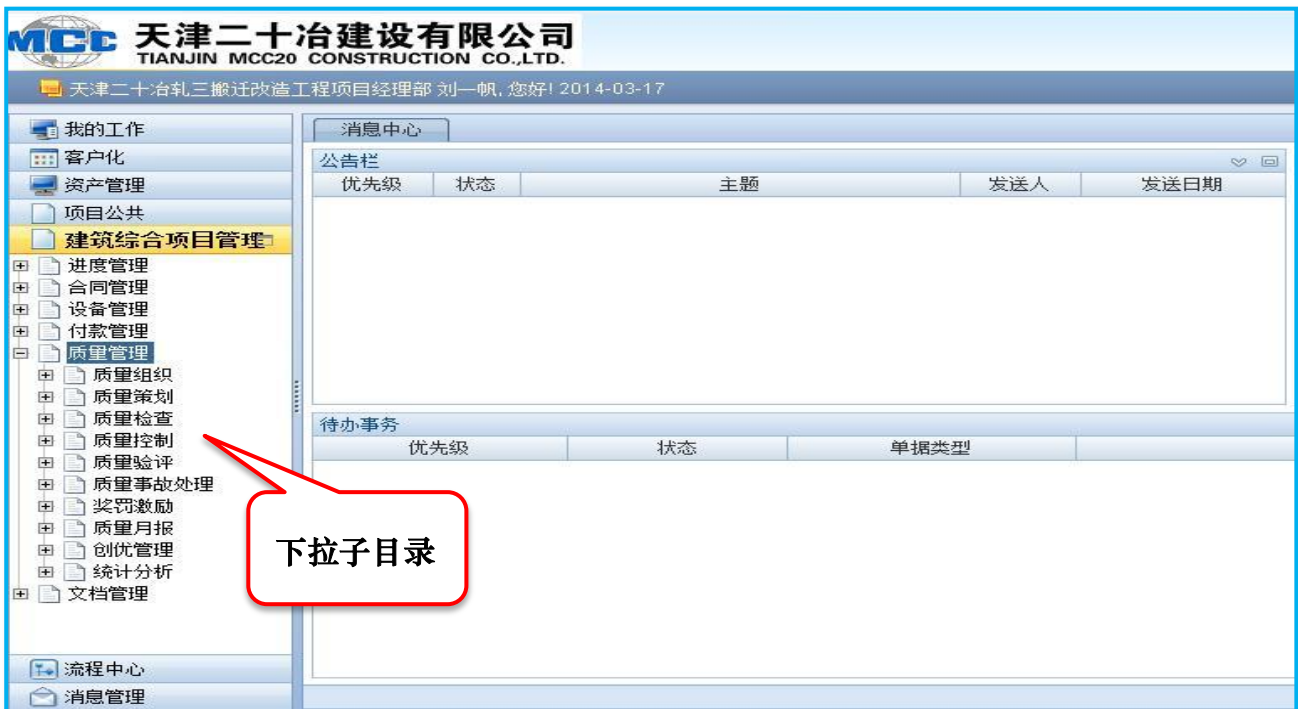 MCC 天津二十冶建设有限公司
TIANJIN MCC20 CONSTRUCTION CO.,LTD.
天津二十冶轧三搬迁改造工程项目经理部 刘一帆, 您好! 2014-03-17
我的工作
客户化
资产管理
项目公共
建筑综合项目管理
进度管理
合同管理
设备管理
付款管理
质量管理
质量组织
质量策划
质量检查
质量控制
质量验评
质量事故处理
奖罚激励
质量月报
创优管理
统计分析
文档管理
流程中心
消息管理
消息中心
公告栏
优先级 状态 主题 发送人 发送日期
待办事务
优先级 状态 单据类型
下拉子目录